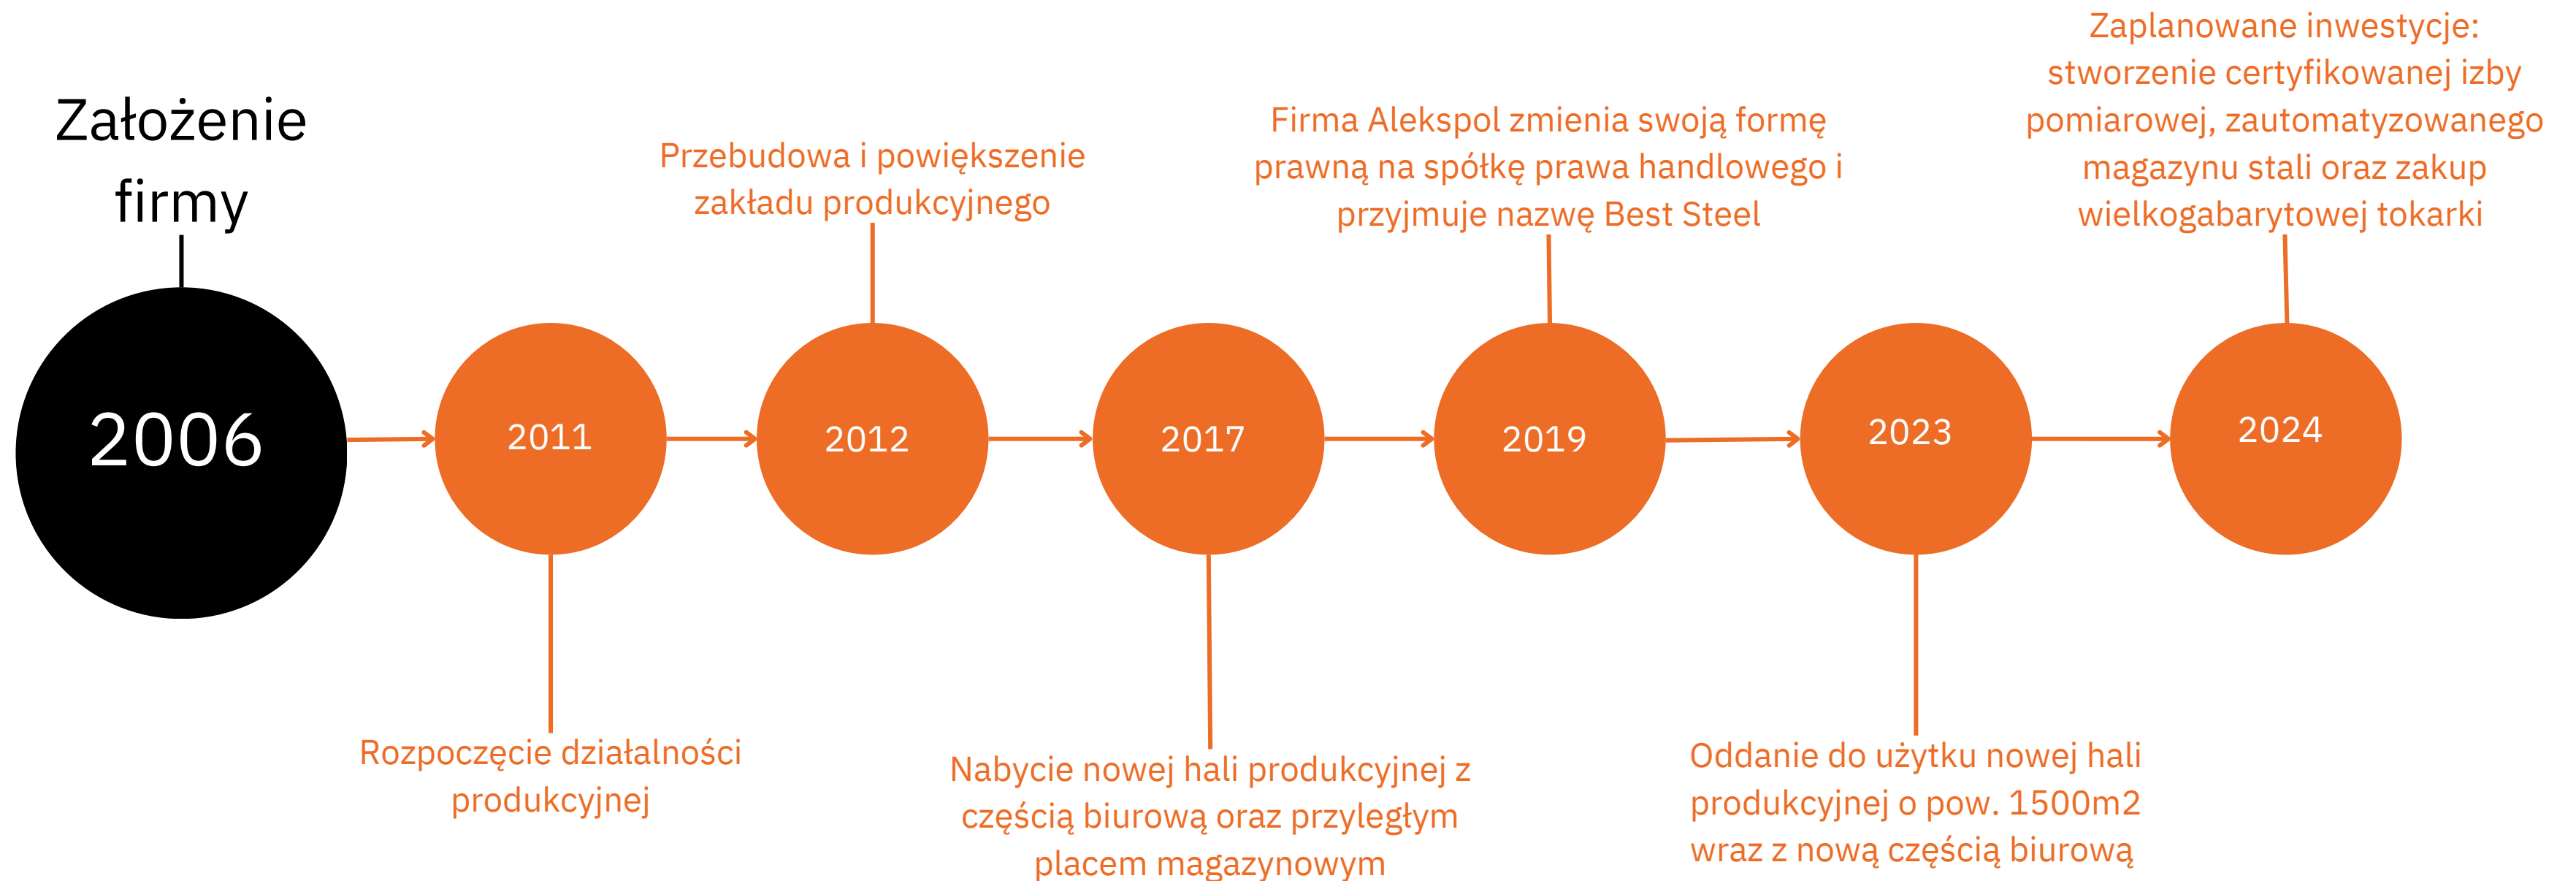 Założenie
firmy
2006
2011
Rozpoczęcie działalności
produkcyjnej
Przebudowa i powiększenie
zakładu produkcyjnego
2012
2017
Nabycie nowej hali produkcyjnej z
częścią biurową oraz przyległym
placem magazynowym
Firma Alekspol zmienia swoją formę
prawną na spółkę prawa handlowego i
przyjmuje nazwę Best Steel
2019
2023
Oddanie do użytku nowej hali
produkcyjnej o pow. 1500m2
wraz z nową częścią biurową
Zaplanowane inwestycje:
stworzenie certyfikowanej izby
pomiarowej, zautomatyzowanego
magazynu stali oraz zakup
wielkogabarytowej tokarki
2024